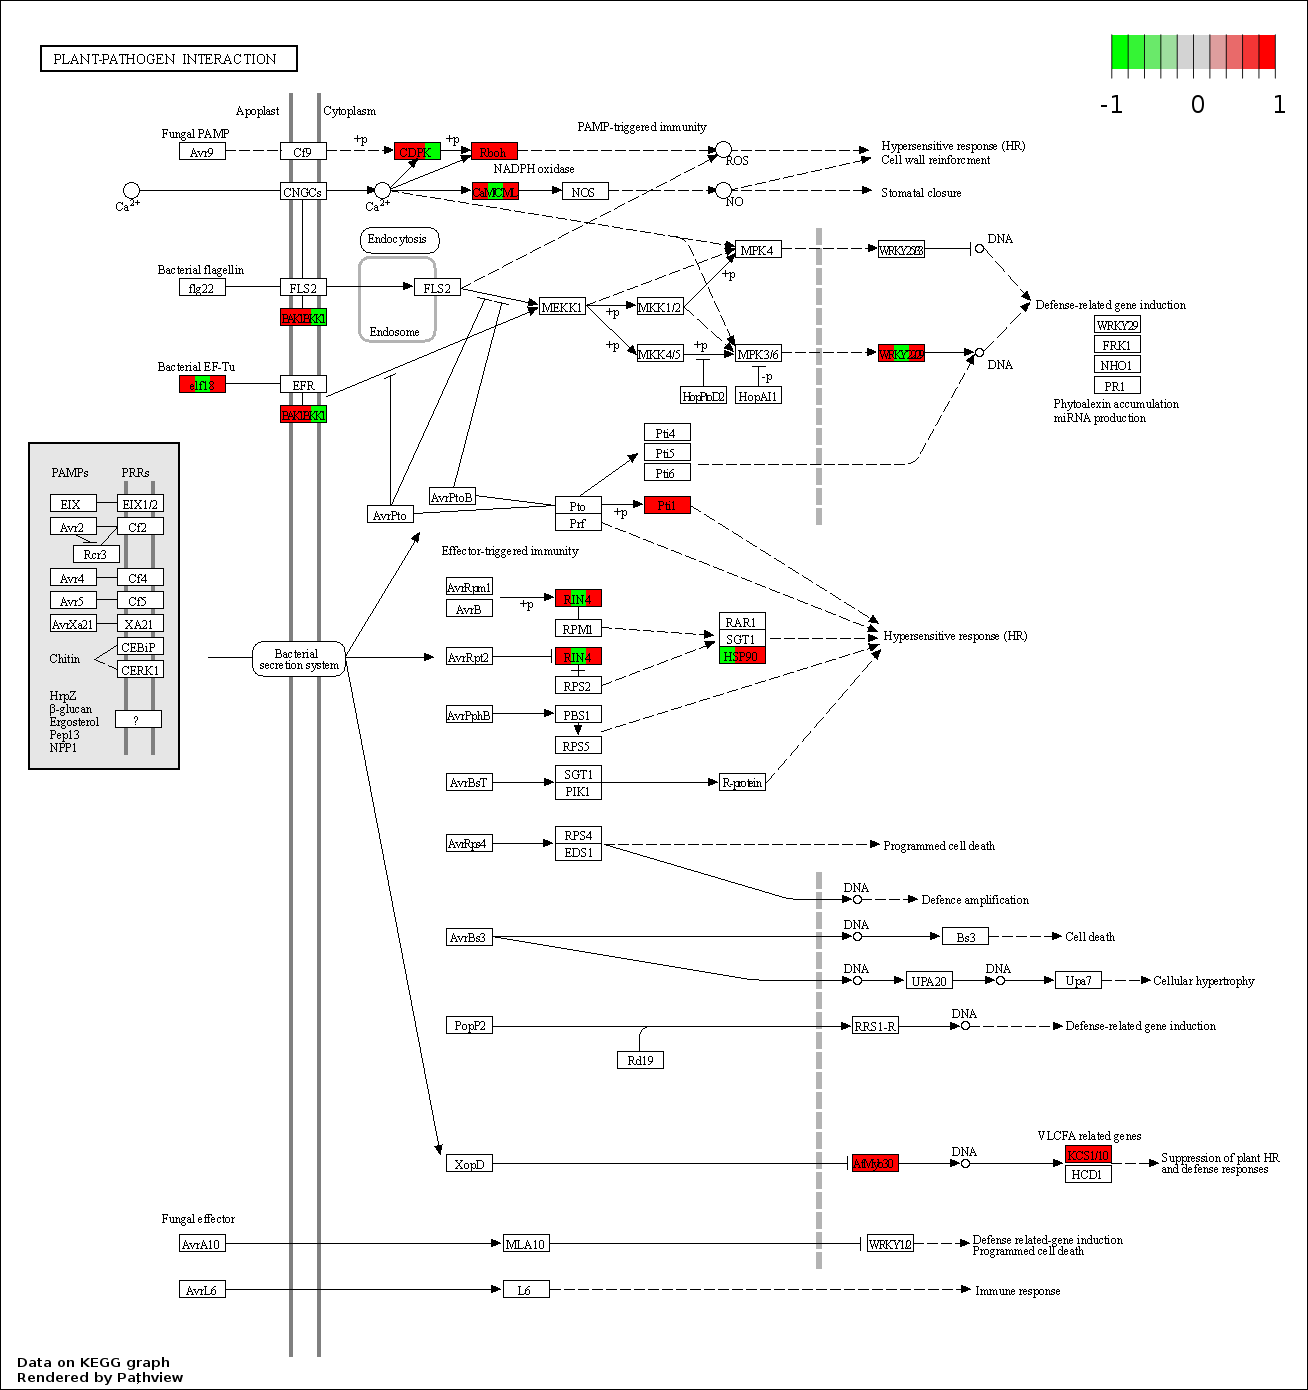 PLANT-PATHOGEN INTERACTION
-1 0 1
Apoplast
Cytoplasm
Fungal PAMP
Avr9
Cf9
+p
CDPK
+p
Rboh
NADPH oxidase
PAMP-triggered immunity
ROS
Hypersensitive response (HR)
Cell wall reinforcment
Ca2+
CNGCs
Ca2+
CaMCML
NOS
NO
Stomatal closure
Endocytosis
MPK4
WRKY25/33
DNA
Bacterial flagellin
flg22
FLS2
FLS2
Endosome
MEKK1
+p
MKK1/2
+p
Defense-related gene induction
WRKY29
FRK1
NHO1
PR1
Phytoalexin accumulation
miRNA production
+p
MKK4/5
+p
MPK3/6
WRKY22/29
DNA
HopPtoD2
-p
HopAI1
Bacterial EF-Tu
elf18
EFR
Pti4
Pti5
Pti6
PAMPs
PRRs
EIX
EIX1/2
Avr2
Cf2
Rcr3
Avr4
Cf4
Avr5
Cf5
AvrXa21
XA21
CEBiP
Chitin
CERK1
HrpZ
β-glucan
Ergosterol
Pep13
NPP1
?
AvrPto
AvrPtoB
Pto
Prf
+p
Pti1
Effector-triggered immunity
AvrRpm1
AvrB
+p
RIN4
RPM1
RAR1
SGT1
HSP90
Hypersensitive response (HR)
Bacterial
secretion system
AvrRpt2
RIN4
RPS2
AvrPphB
PBS1
RPS5
AvrBsT
SGT1
PIK1
R-protein
AvrRps4
RPS4
EDS1
Programmed cell death
DNA
Defence amplification
AvrBs3
DNA
Bs3
Cell death
DNA
UPA20
DNA
Upa7
Cellular hypertrophy
PopP2
Rd19
RRS1-R
DNA
Defense-related gene induction
XopD
AtMyb30
DNA
VLCFA related genes
KCS1/10
HCD1
Suppression of plant HR
and defense responses
Fungal effector
AvrA10
MLA10
WRKY1/2
Defense related-gene induction
Programmed cell death
AvrL6
L6
Immune response
Data on KEGG graph
Rendered by Pathview